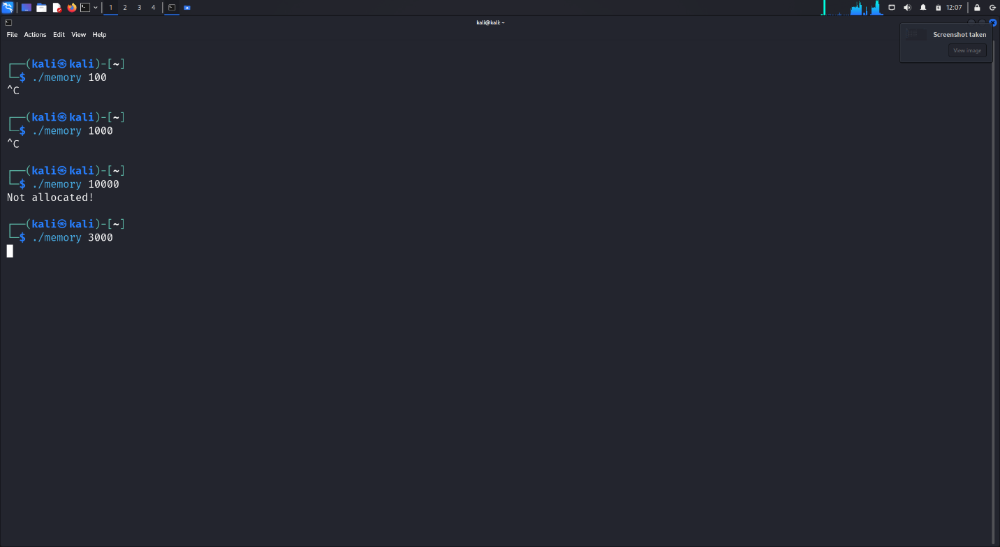 1 2 3 4 12:07
kali@kali: ~
File Actions Edit View Help
Screenshot taken
View image
┌──(kali㉿kali)-[~]
└─$ ./memory 100
^C
┌──(kali㉿kali)-[~]
└─$ ./memory 1000
^C
┌──(kali㉿kali)-[~]
└─$ ./memory 10000
Not allocated!
┌──(kali㉿kali)-[~]
└─$ ./memory 3000